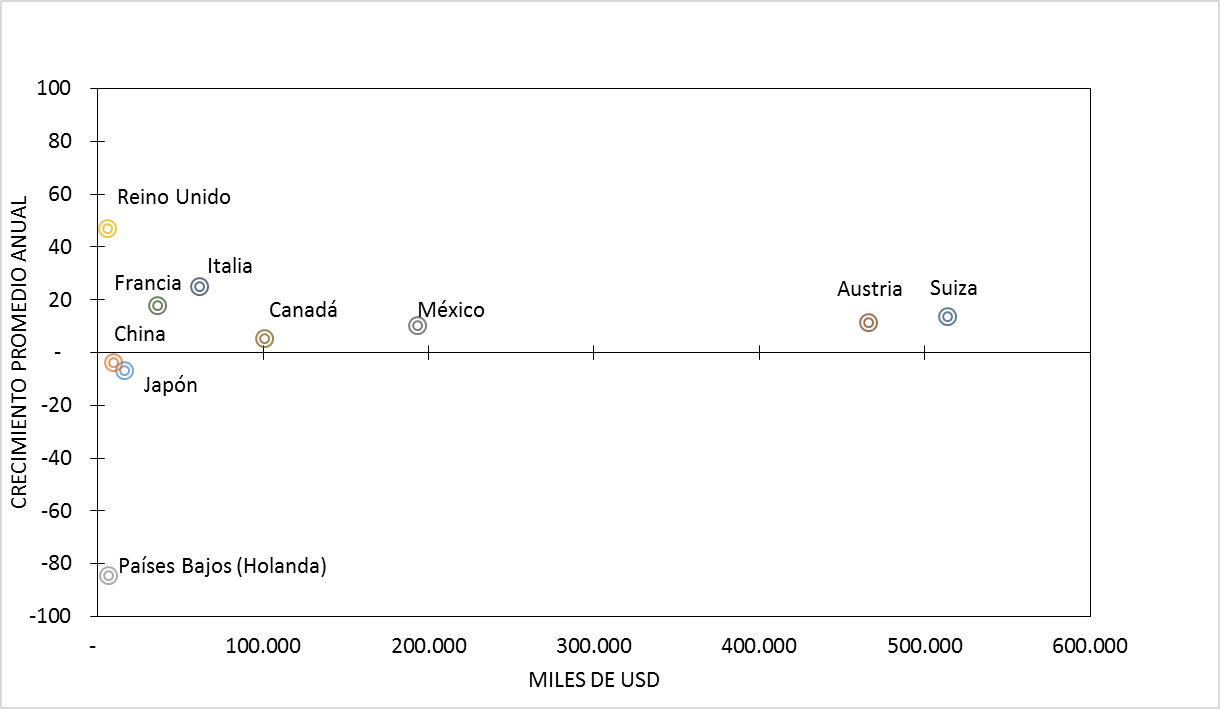 100
80
60
40
20
-
-20
-40
-60
-80
-100
CRECIMIENTO PROMEDIO ANUAL
Reino Unido
Italia
Francia
Canadá
México
Austria
Suiza
China
Japón
Países Bajos (Holanda)
- 100.000 200.000 300.000 400.000 500.000 600.000
MILES DE USD